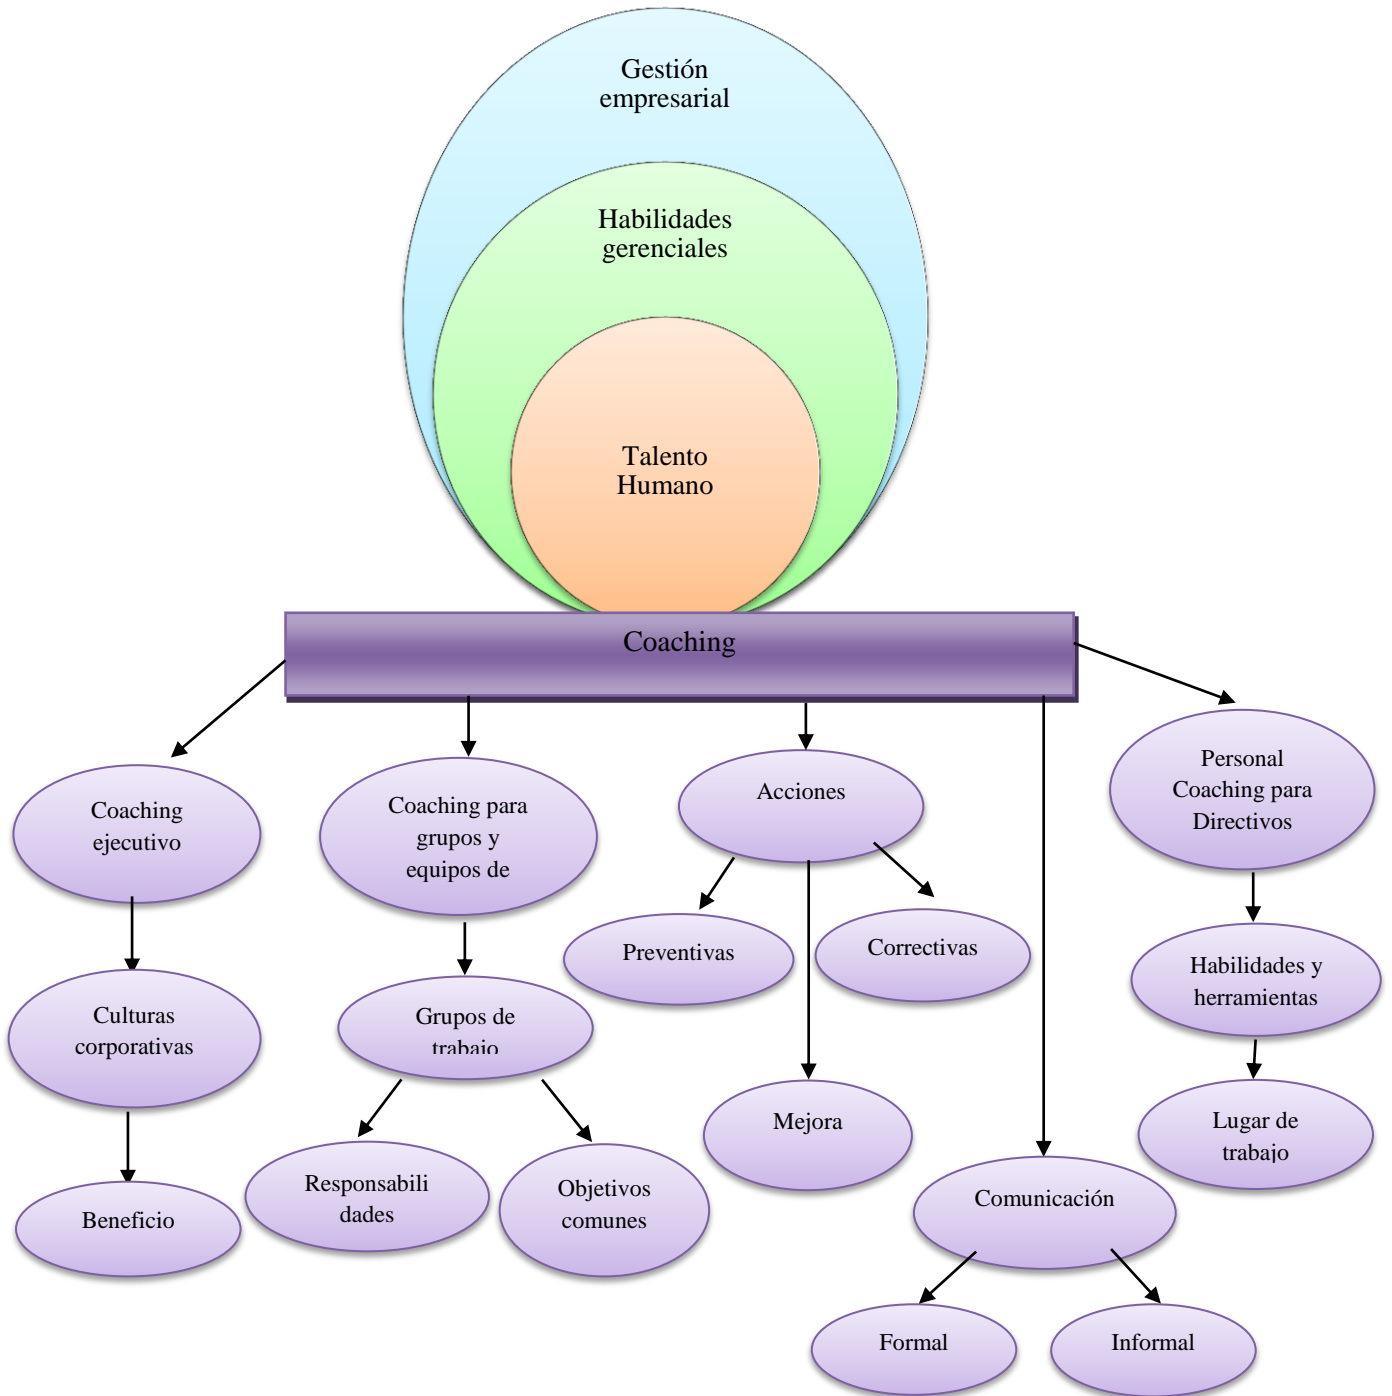 Gestión
empresarial
Habilidades
gerenciales
Talento
Humano
Coaching
Coaching
ejecutivo
Coaching para
grupos y
equipos de
Acciones
Personal
Coaching para
Directivos
Preventivas
Correctivas
Habilidades y
herramientas
Culturas
corporativas
Grupos de
trabajo
Mejora
Lugar de
trabajo
Responsabili
dades
Objetivos
comunes
Comunicación
Beneficio
Formal
Informal